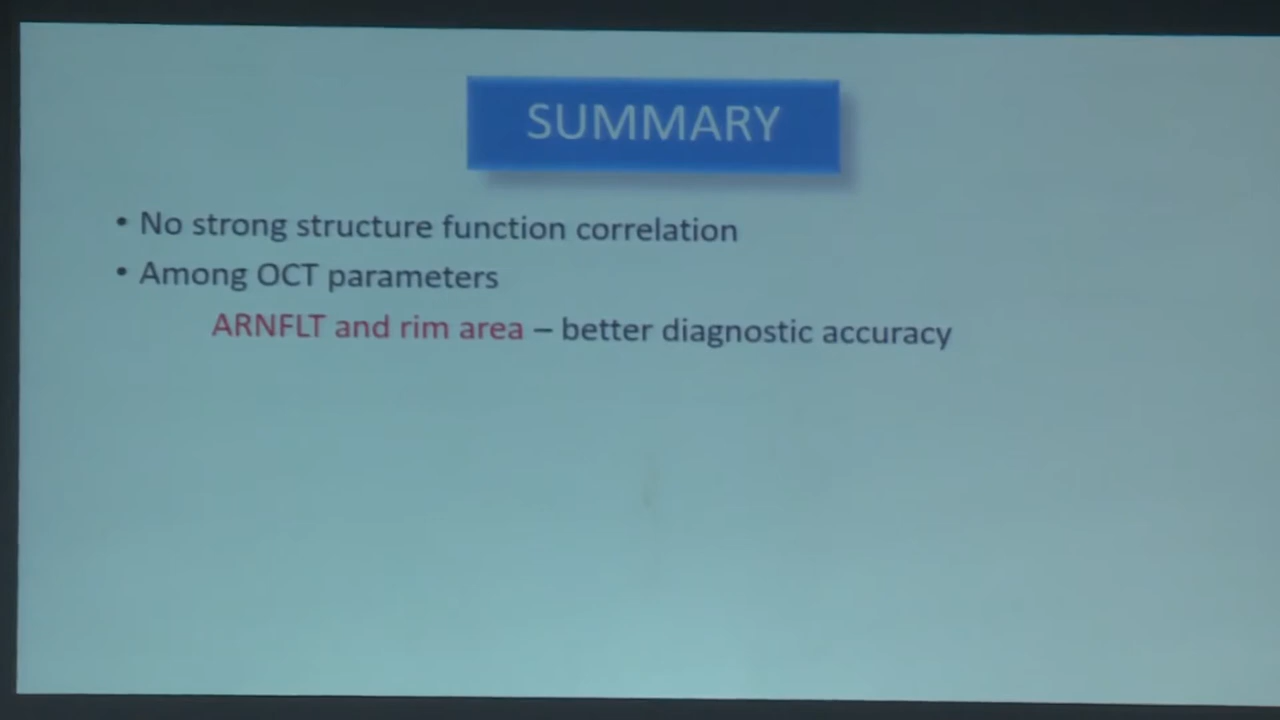 SUMMARY
• No strong structure function correlation
• Among OCT parameters
ARNFLT and rim area – better diagnostic accuracy